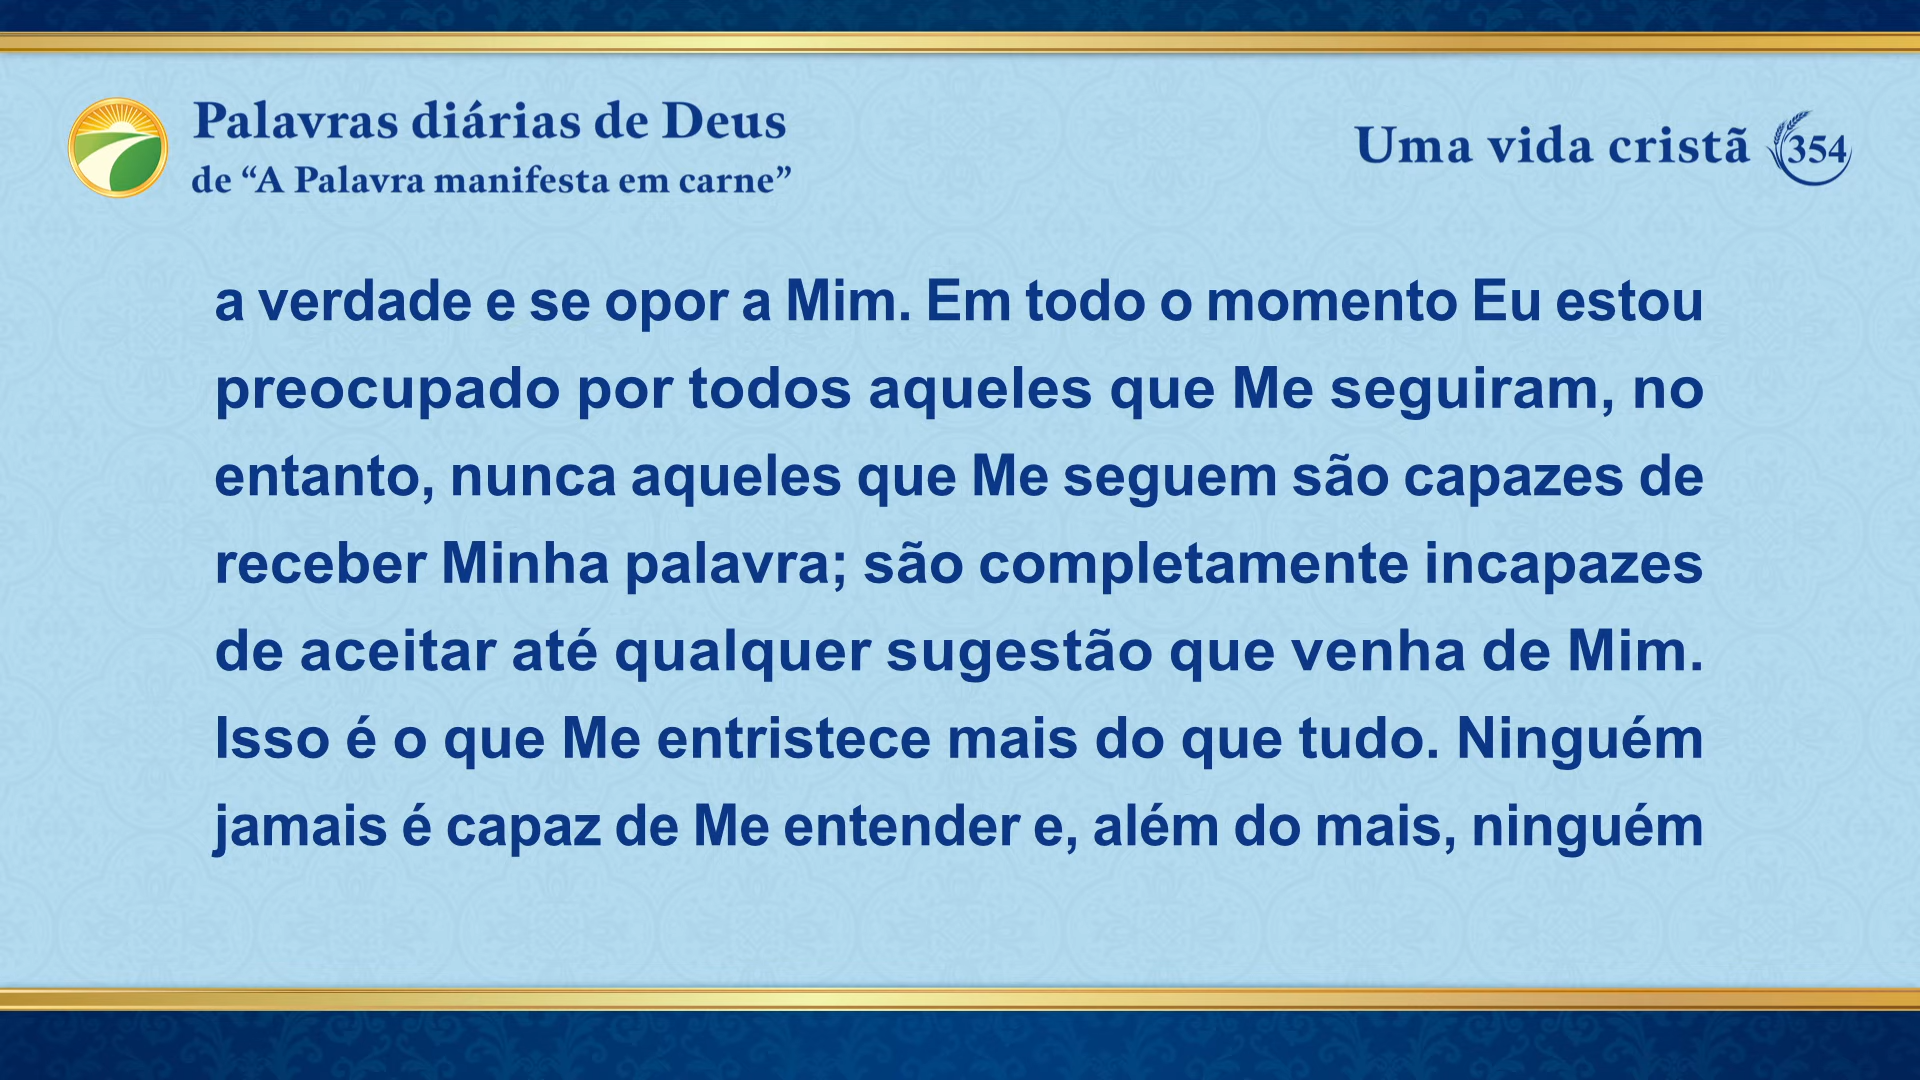 Palavras diárias de Deus
de “A Palavra manifesta em carne”
Uma vida cristã 354
a verdade e se opor a Mim. Em todo o momento Eu estou
preocupado por todos aqueles que Me seguiram, no
entanto, nunca aqueles que Me seguem são capazes de
receber Minha palavra; são completamente incapazes
de aceitar até qualquer sugestão que venha de Mim.
Isso é o que Me entristece mais do que tudo. Ninguém
jamais é capaz de Me entender e, além do mais, ninguém